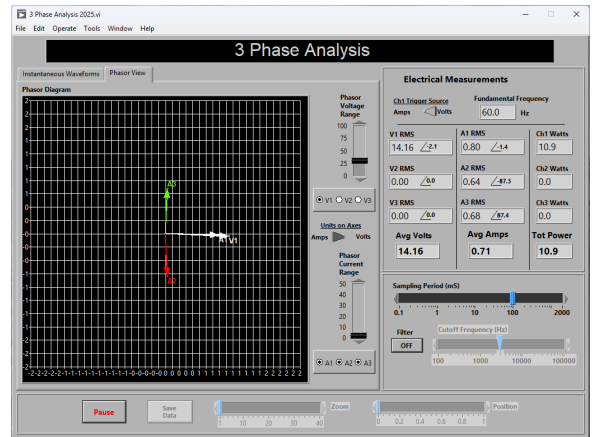 3 Phase Analysis 2025.vi
File Edit Operate Tools Window Help
3 Phase Analysis
Instantaneous Waveforms Phasor View
Phasor Diagram
A3
A1 V1
A2
Phasor
Voltage
Range
100
75
50
25
0
V1 V2 V3
Units on Axes
Amps Volts
Phasor
Current
Range
50
40
30
20
10
0
A1 A2 A3
Electrical Measurements
Ch1 Trigger Source
Amps Volts
Fundamental Frequency
60.0 Hz
V1 RMS A1 RMS Ch1 Watts
14.16 -2.1 0.80 -1.4 10.9
V2 RMS A2 RMS Ch2 Watts
0.00 0.0 0.64 -87.3 0.0
V3 RMS A3 RMS Ch3 Watts
0.00 0.0 0.68 87.4 0.0
Avg Volts Avg Amps Tot Power
14.16 0.71 10.9
Sampling Period (mS)
0.1 1 10 100 2000
Filter
OFF
Cutoff Frequency (Hz)
100 1000 10000 100000
Pause
Save
Data
Zoom
1 10 20 30 40
Position
0 0.2 0.4 0.6 0.8 1